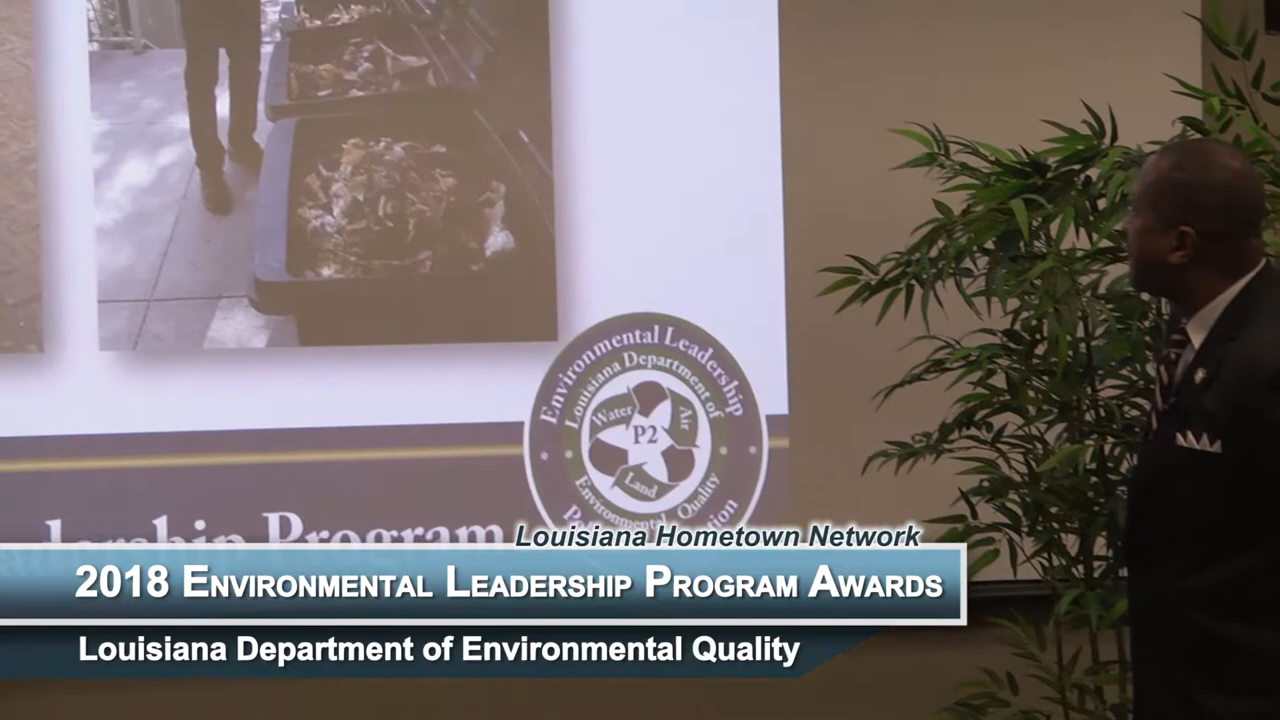 Environmental Leadership
Louisiana Department of
Water
Air
P2
Land
Environmental Quality
Program
Louisiana Hometown Network
2018 ENVIRONMENTAL LEADERSHIP PROGRAM AWARDS
Louisiana Department of Environmental Quality